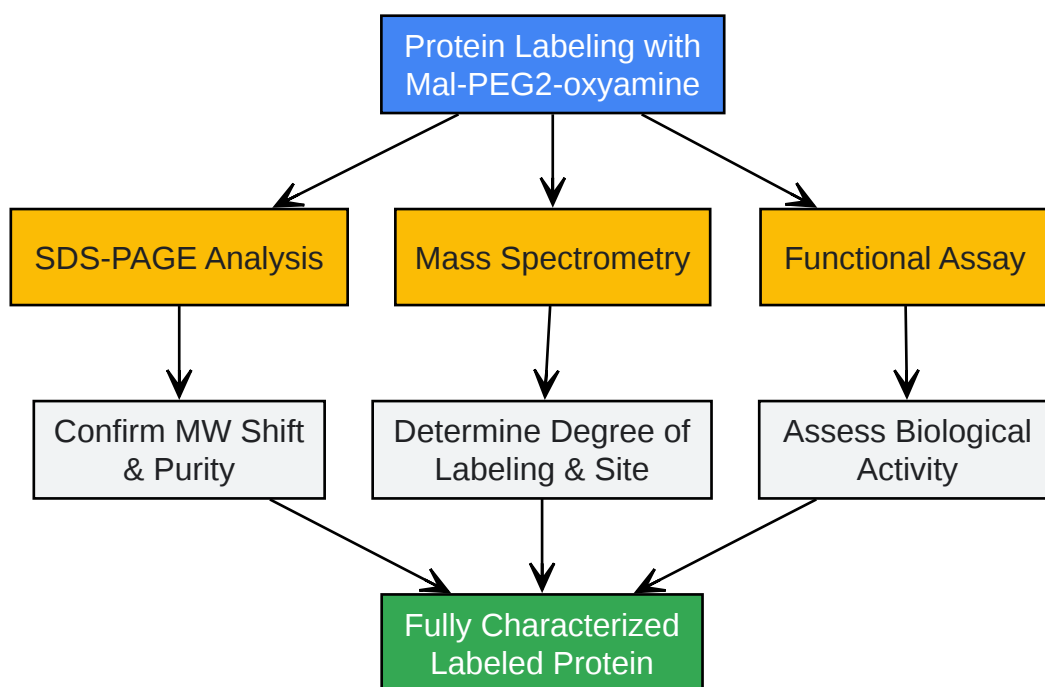 Protein Labeling with
Mal-PEG2-oxyamine
SDS-PAGE Analysis
Mass Spectrometry
Functional Assay
Confirm MW Shift
& Purity
Determine Degree of
Labeling & Site
Assess Biological
Activity
Fully Characterized
Labeled Protein